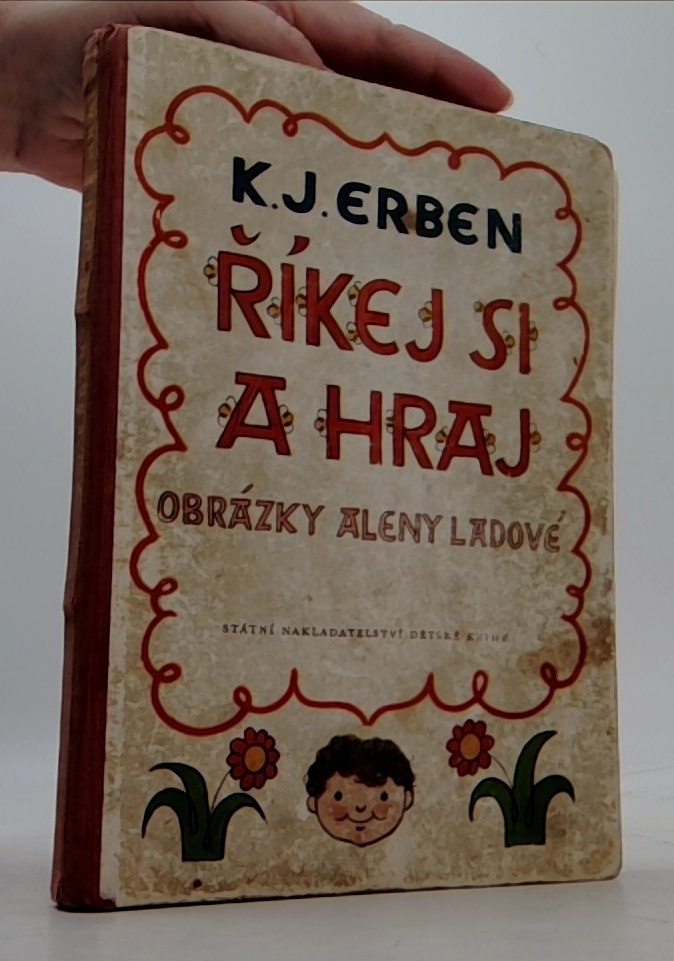 K.J. ERBEN
ŘÍKEJ SI
A HRAJ
OBRÁZKY ALENY LADOVÉ
STÁTNÍ NAKLADATELSTVÍ DĚTSKÉ KNIHY